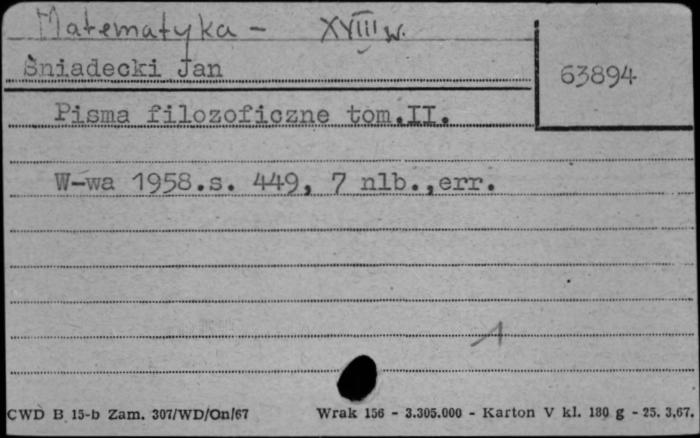 Matematyka - XVIII w.
Śniadecki Jan
63894
Pisma filozoficzne tom.II.
W-wa 1958.s. 449, 7 nlb.,err.
1
CWD B 15-b Zam. 307/WD/On/67 Wrak 156 - 3.305.000 - Karton V kl. 180 g - 25. 3.67.